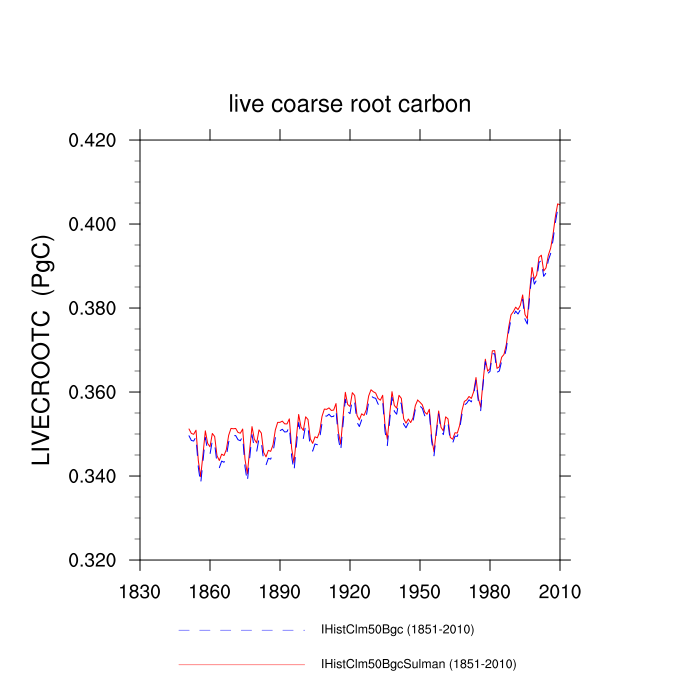 live coarse root carbon
0.420
0.400
0.380
0.360
0.340
0.320
LIVECROOTC (PgC)
1830 1860 1890 1920 1950 1980 2010
IHistClm50Bgc (1851-2010)
IHistClm50BgcSulman (1851-2010)